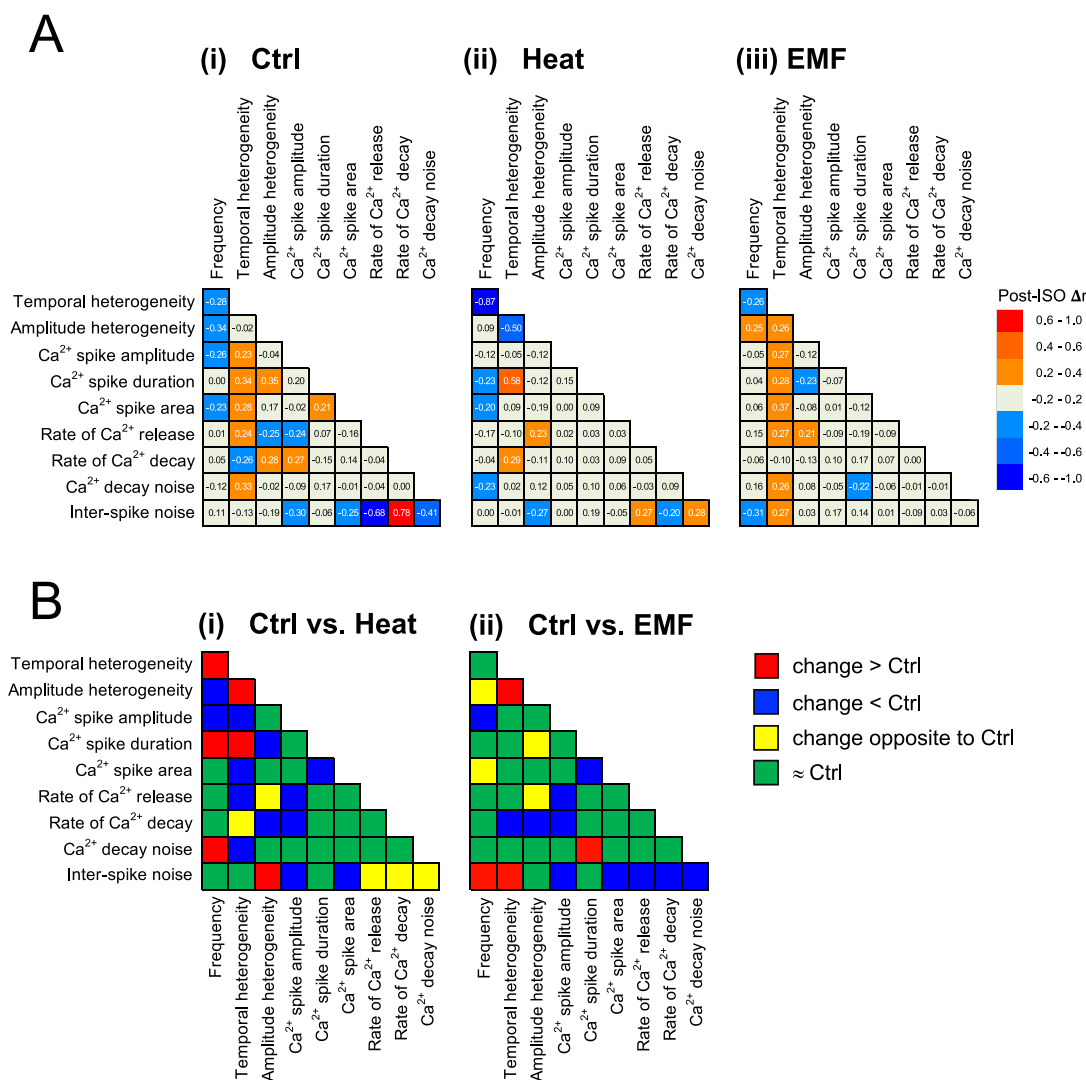 A
(i) Ctrl
(ii) Heat
(iii) EMF
Frequency
Temporal heterogeneity
Amplitude heterogeneity
Ca²⁺ spike amplitude
Ca²⁺ spike duration
Ca²⁺ spike area
Rate of Ca²⁺ release
Rate of Ca²⁺ decay
Ca²⁺ decay noise
Frequency
Temporal heterogeneity
Amplitude heterogeneity
Ca²⁺ spike amplitude
Ca²⁺ spike duration
Ca²⁺ spike area
Rate of Ca²⁺ release
Rate of Ca²⁺ decay
Ca²⁺ decay noise
Frequency
Temporal heterogeneity
Amplitude heterogeneity
Ca²⁺ spike amplitude
Ca²⁺ spike duration
Ca²⁺ spike area
Rate of Ca²⁺ release
Rate of Ca²⁺ decay
Ca²⁺ decay noise
Temporal heterogeneity -0.28 -0.87 -0.26
Amplitude heterogeneity -0.34 -0.02 0.09 -0.50 0.25 0.26
Ca²⁺ spike amplitude -0.26 0.23 -0.04 -0.12 -0.05 -0.12 -0.05 0.27 -0.12
Ca²⁺ spike duration 0.00 0.34 0.35 0.20 -0.23 0.58 -0.12 0.15 0.04 0.28 -0.23 -0.07
Ca²⁺ spike area -0.23 0.28 0.17 -0.02 0.21 -0.20 0.09 -0.19 0.00 0.09 0.06 0.37 -0.08 0.01 -0.12
Rate of Ca²⁺ release 0.01 0.24 -0.25 -0.24 0.07 -0.16 -0.17 -0.10 0.23 0.02 0.03 0.03 0.15 0.27 0.21 -0.09 -0.19 -0.09
Rate of Ca²⁺ decay 0.05 -0.26 0.28 0.27 -0.15 0.14 -0.04 -0.04 0.29 -0.11 0.10 0.03 0.09 0.05 -0.06 -0.10 0.10 0.17 0.06 0.17 0.00
Ca²⁺ decay noise -0.12 0.33 -0.02 -0.09 0.17 -0.01 -0.04 0.00 -0.23 0.02 0.12 0.05 0.10 0.06 -0.03 0.09 0.16 0.26 0.08 -0.05 -0.22 -0.06 -0.01 -0.01
Inter-spike noise 0.11 -0.13 -0.19 -0.30 -0.06 -0.25 -0.68 0.78 -0.41 0.00 -0.01 -0.27 0.00 0.19 -0.05 0.27 -0.20 0.28 -0.31 0.27 0.03 0.17 0.14 0.01 -0.09 0.03 -0.06
Post-ISO Δr
0.6 - 1.0
0.4 - 0.6
0.2 - 0.4
-0.2 - 0.2
-0.2 - -0.4
-0.4 - -0.6
-0.6 - -1.0
B
(i) Ctrl vs. Heat
(ii) Ctrl vs. EMF
Temporal heterogeneity
Amplitude heterogeneity
Ca²⁺ spike amplitude
Ca²⁺ spike duration
Ca²⁺ spike area
Rate of Ca²⁺ release
Rate of Ca²⁺ decay
Ca²⁺ decay noise
Inter-spike noise
change > Ctrl
change < Ctrl
change opposite to Ctrl
≈ Ctrl
Frequency
Temporal heterogeneity
Amplitude heterogeneity
Ca²⁺ spike amplitude
Ca²⁺ spike duration
Ca²⁺ spike area
Rate of Ca²⁺ release
Rate of Ca²⁺ decay
Ca²⁺ decay noise
Frequency
Temporal heterogeneity
Amplitude heterogeneity
Ca²⁺ spike amplitude
Ca²⁺ spike duration
Ca²⁺ spike area
Rate of Ca²⁺ release
Rate of Ca²⁺ decay
Ca²⁺ decay noise